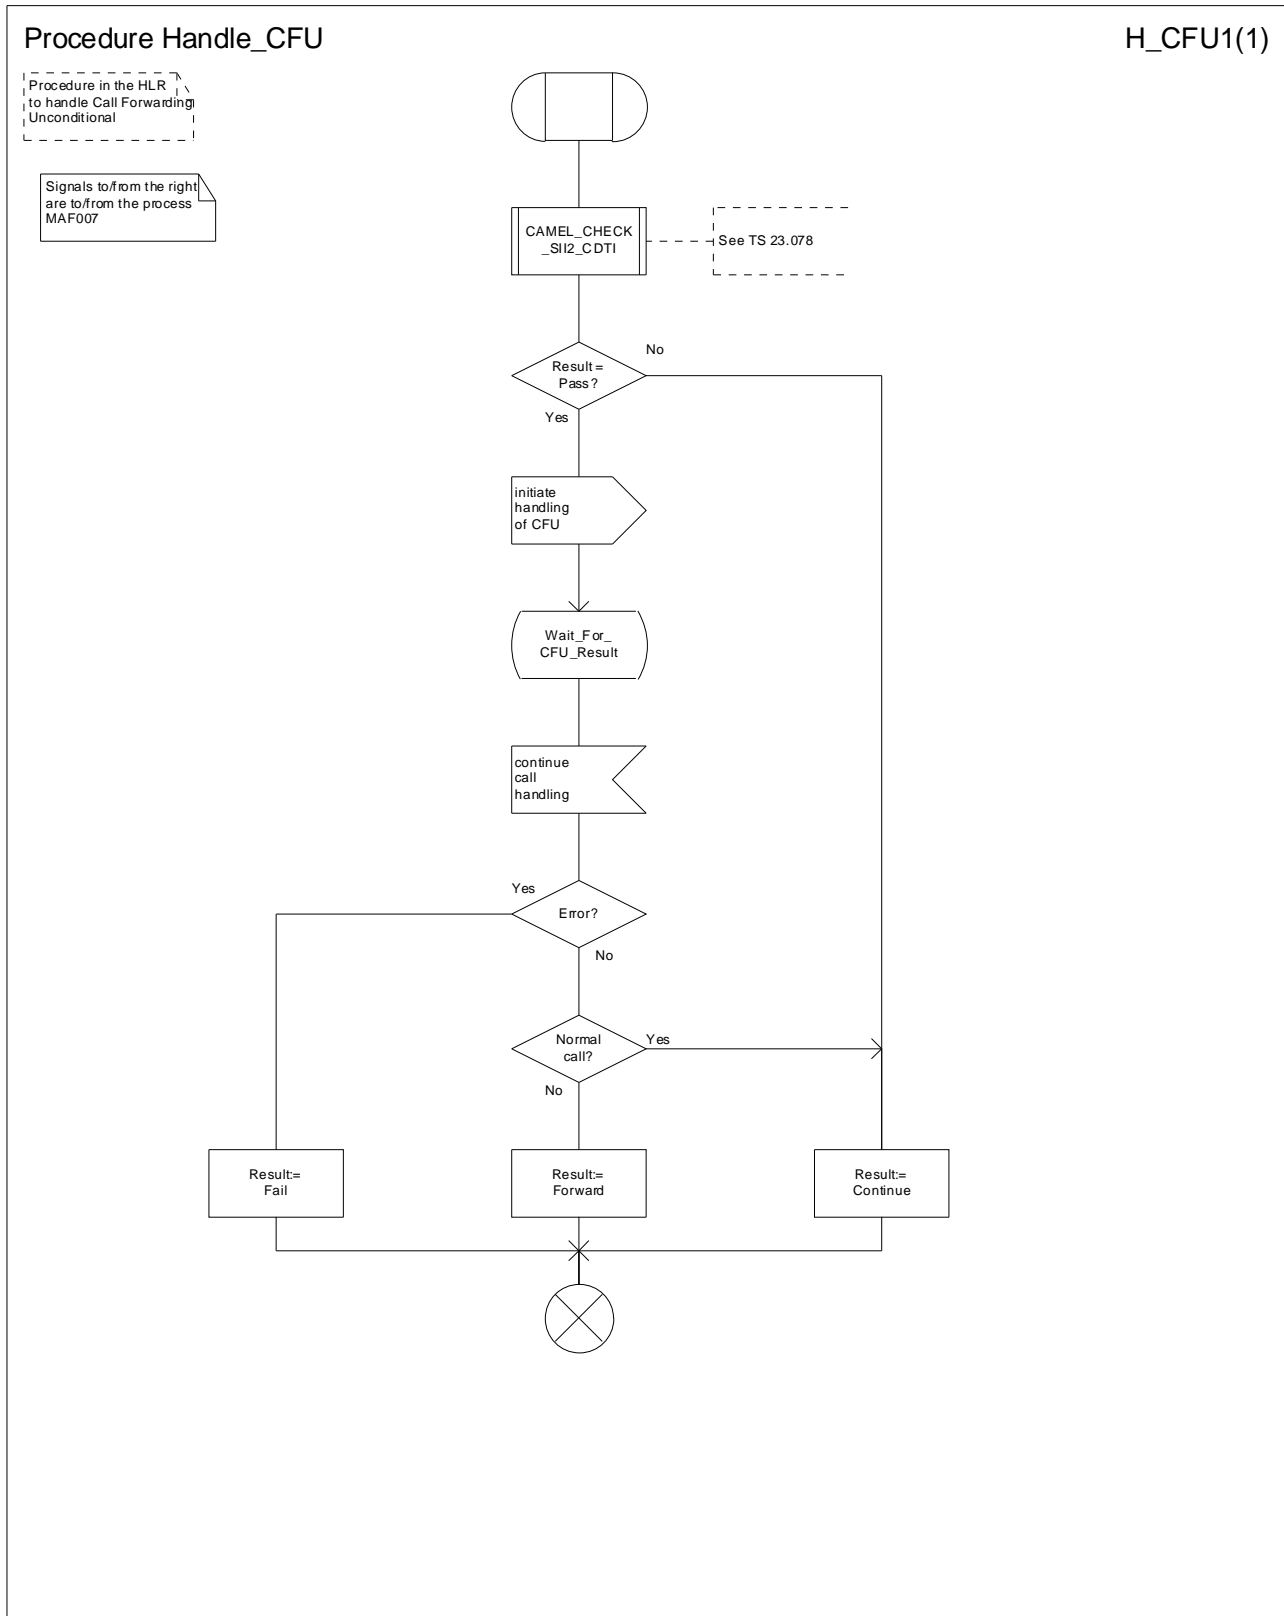 Procedure Handle_CFU
H_CFU1(1)
Procedure in the HLR
to handle Call Forwarding
Unconditional
Signals to/from the right
are to/from the process
MAF007
CAMEL_CHECK
_SII2_CDTI
See TS 23.078
Result =
Pass?
No
Yes
initiate
handling
of CFU
Wait_For_
CFU_Result
continue
call
handling
Yes
Error?
No
Normal
call?
Yes
No
Result:=
Fail
Result:=
Forward
Result:=
Continue